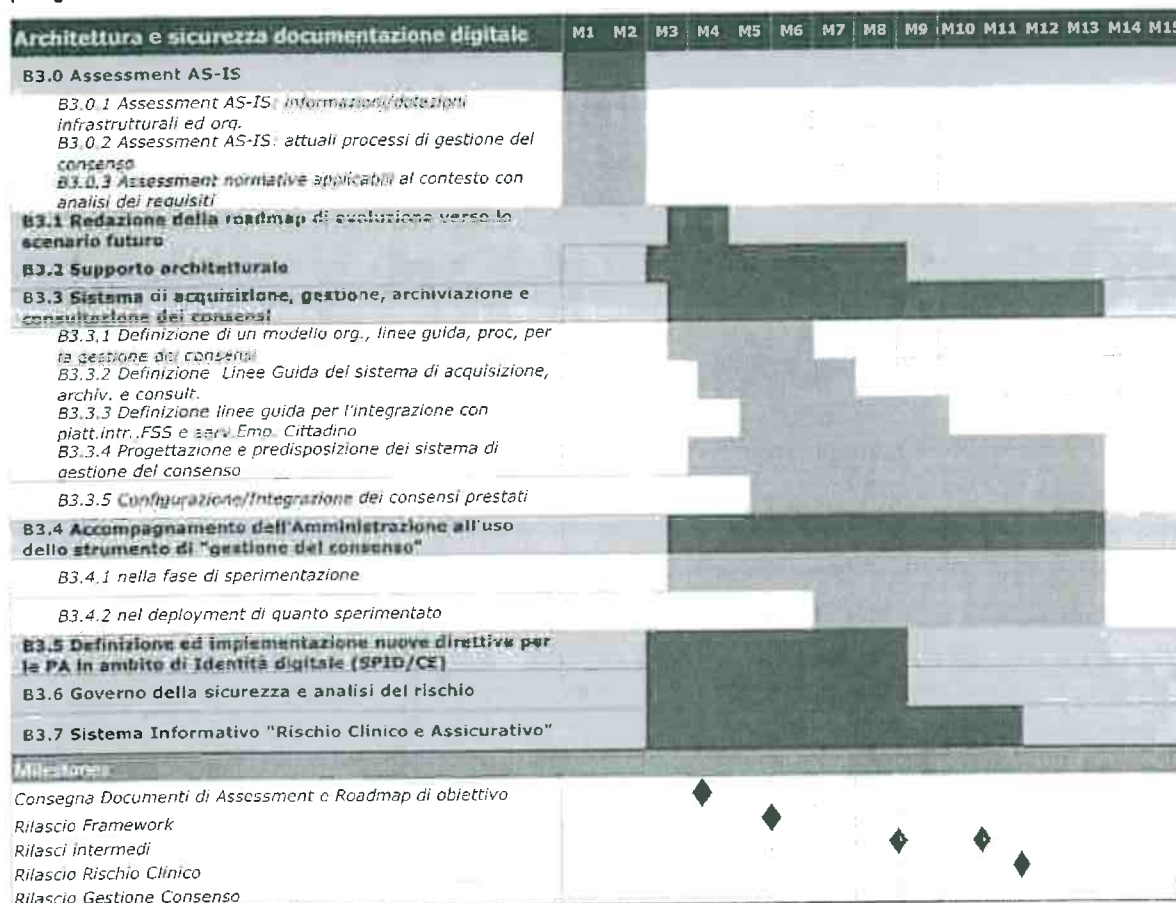 Architettura e sicurezza documentazione digitale M1 M2 M3 M4 M5 M6 M7 M8 M9 M10 M11 M12 M13 M14 M15
B3.0 Assessment AS-IS
B3.0.1 Assessment AS-IS: informazioni/dotazioni
infrastrutturali ed org.
B3.0.2 Assessment AS-IS: attuali processi di gestione del
consenso
B3.0.3 Assessment normative applicabili al contesto con
analisi dei requisiti
B3.1 Redazione della roadmap di evoluzione verso lo
scenario futuro
B3.2 Supporto architetturale
B3.3 Sistema di acquisizione, gestione, archiviazione e
consultazione dei consensi
B3.3.1 Definizione di un modello org., linee guida, proc, per
la gestione dei consensi
B3.3.2 Definizione Linee Guida del sistema di acquisizione,
archiv. e consult.
B3.3.3 Definizione linee guida per l'integrazione con
piatt.intr..FSS e serv.Emp. Cittadino
B3.3.4 Progettazione e predisposizione dei sistema di
gestione del consenso
B3.3.5 Configurazione/Integrazione dei consensi prestati
B3.4 Accompagnamento dell'Amministrazione all'uso
dello strumento di "gestione del consenso"
B3.4.1 nella fase di sperimentazione
B3.4.2 nel deployment di quanto sperimentato
B3.5 Definizione ed implementazione nuove direttive per
le PA in ambito di Identità digitale (SPID/CE)
B3.6 Governo della sicurezza e analisi del rischio
B3.7 Sistema Informativo "Rischio Clinico e Assicurativo"
Milestones
Consegna Documenti di Assessment e Roadmap di obiettivo
Rilascio Framework
Rilasci intermedi
Rilascio Rischio Clinico
Rilascio Gestione Consenso